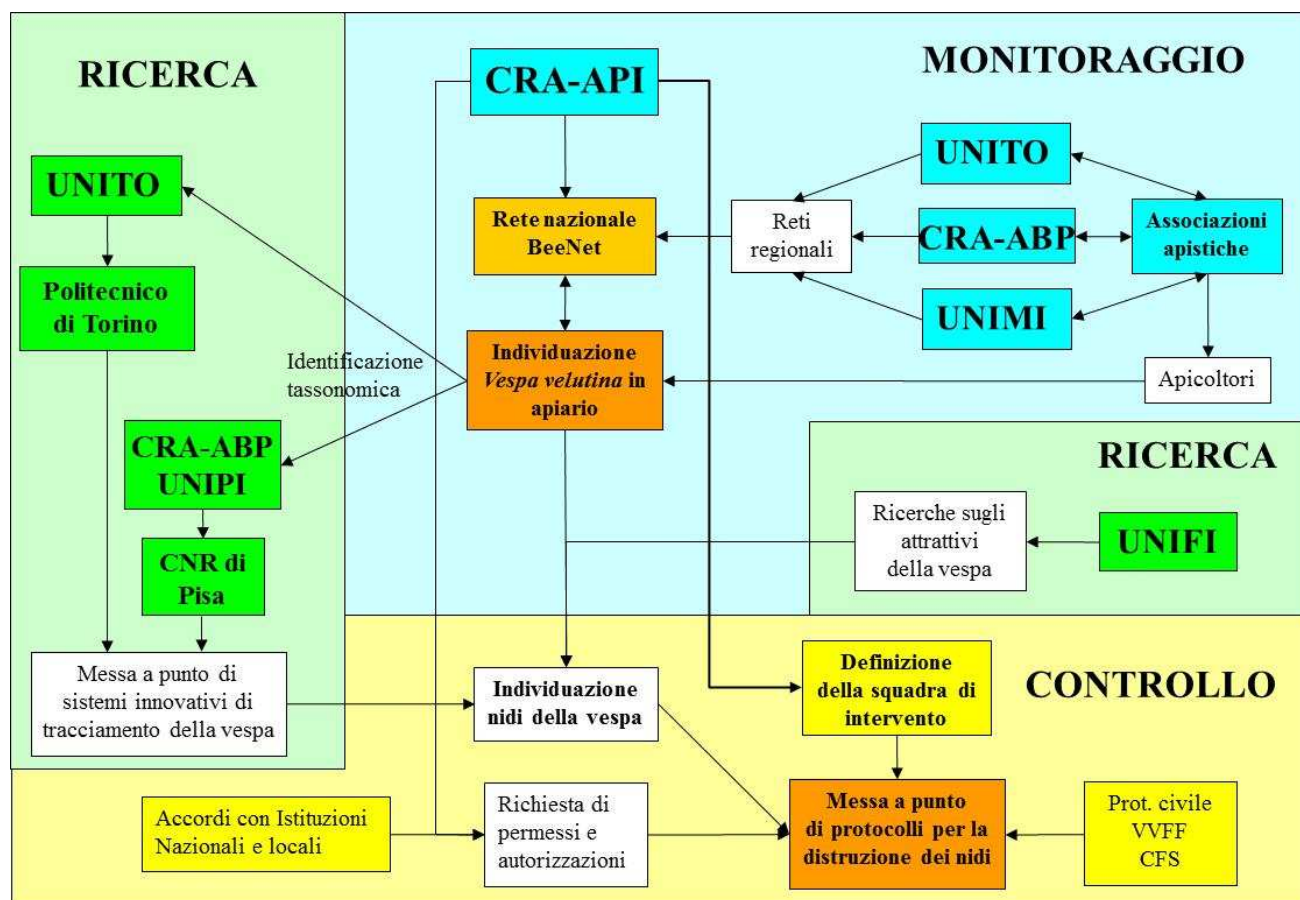 RICERCA
MONITORAGGIO
CRA-API
UNITO
UNITO
Rete nazionale
BeeNet
Reti
regionali
CRA-ABP
Associazioni
apistiche
Politecnico
di Torino
UNIMI
Identificazione
tassonomica
Individuazione
Vespa velutina in
apiario
Apicoltori
CRA-ABP
UNIPI
RICERCA
Ricerche sugli
attrattivi
della vespa
UNIFI
CNR di
Pisa
Messa a punto di
sistemi innovativi di
tracciamento della vespa
Individuazione
nidi della vespa
Definizione
della squadra di
intervento
CONTROLLO
Accordi con Istituzioni
Nazionali e locali
Richiesta di
permessi e
autorizzazioni
Messa a punto
di protocolli per la
distruzione dei nidi
Prot. civile
VVFF
CFS